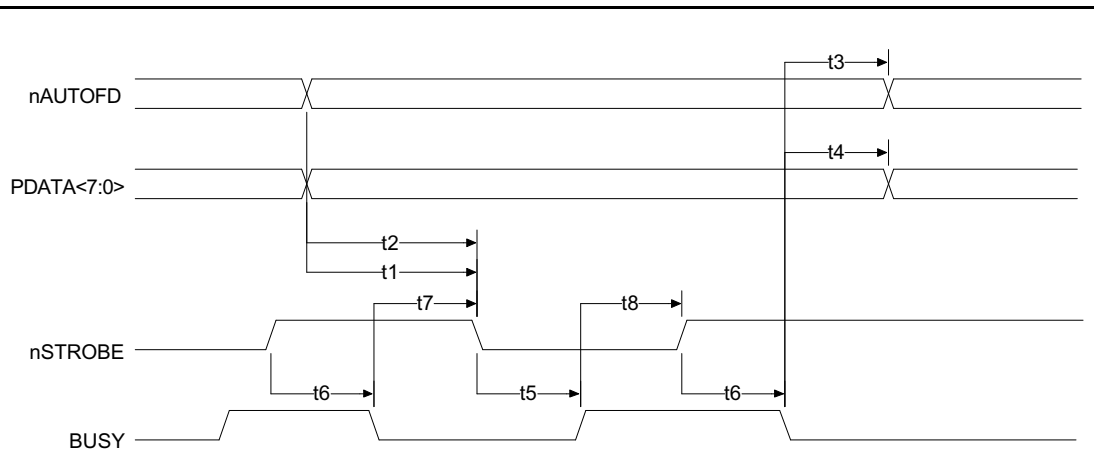 t3
nAUTOFD
t4
PDATA<7:0>
t2
t1
t7
t8
nSTROBE
t6
t5
t6
BUSY